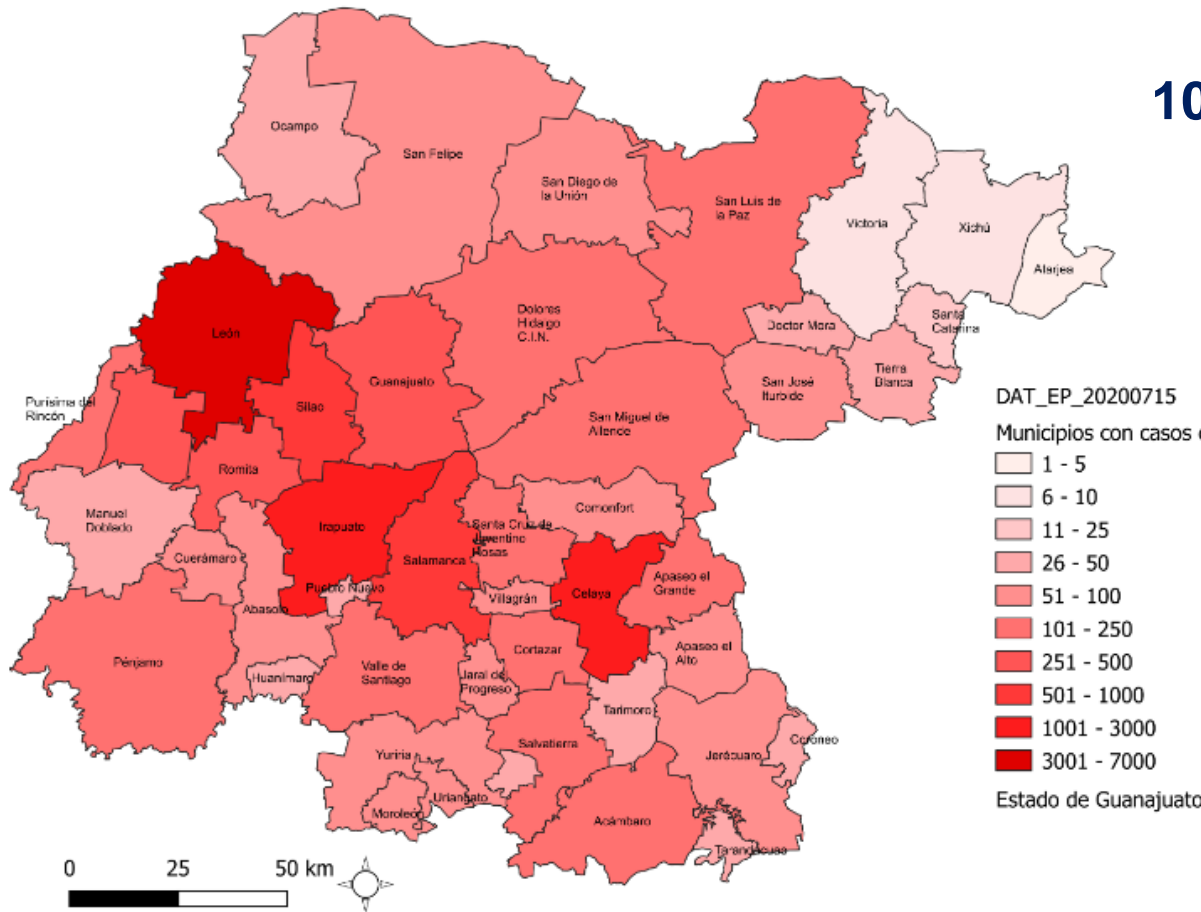 10
Ocampo
San Felipe
San Diego de
la Unión
San Luis de
la Paz
Victoria
Xichú
Atarjea
León
Dolores
Hidalgo
C.I.N.
Doctor Mora
Santa
Catarina
Guanajuato
Silao
San José
Iturbide
Tierra
Blanca
Purísima del
Rincón
San Miguel de
Allende
Romita
Manuel
Doblado
Irapuato
Comonfort
Santa Cruz de
Juventino
Rosas
Cuerámaro
Salamanca
Celaya
Apaseo el
Grande
Pueblo Nuevo
Villagrán
Abasolo
Pénjamo
Cortazar
Apaseo el
Alto
Valle de
Santiago
Jaral de
Progreso
Huanímaro
Tarimoro
Salvatierra
Yuriria
Jerécuaro
Coroneo
Uriangato
Moroleón
Acámbaro
Tarandacuao
DAT_EP_20200715
Municipios con casos
1 - 5
6 - 10
11 - 25
26 - 50
51 - 100
101 - 250
251 - 500
501 - 1000
1001 - 3000
3001 - 7000
Estado de Guanajuato
0 25 50 km